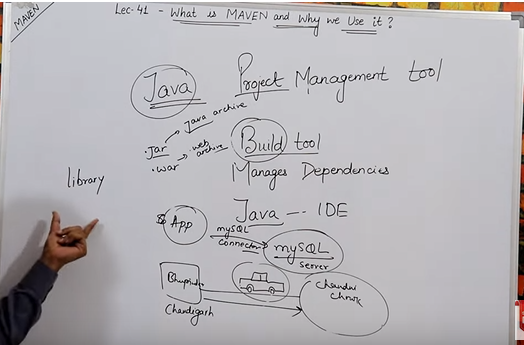 MAVEN
Lec-41 - What is MAVEN and Why we Use it?
Java
Project Management tool
.Jar → Java archive
.war → web archive
Build tool
Manages Dependencies
library
Java --- IDE
App
mySQL
connector
mySQL
server
Chandigarh
Chandni
Chowk